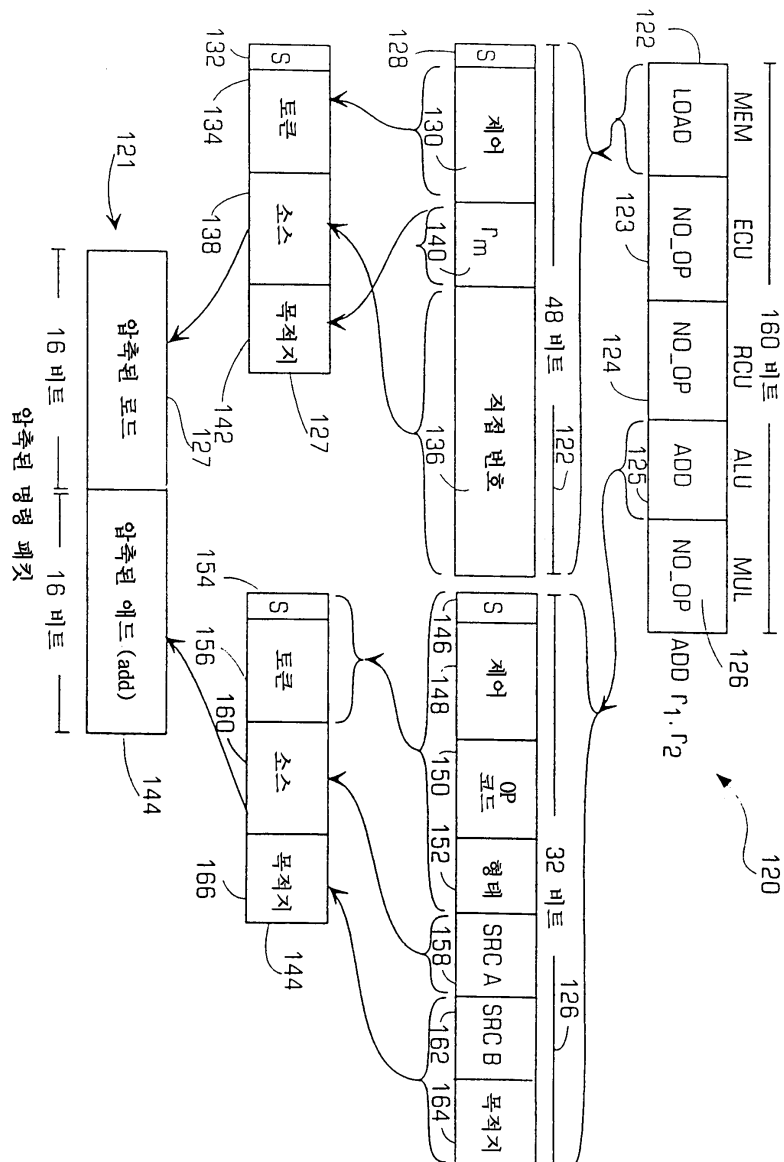 160 비트
MEM ECU RCU ALU MUL
LOAD NO_OP NO_OP ADD NO_OP
122 123 124 125 126
ADD r1, r2
120
48 비트
122
S 제어 rm 직접 번호
128 130 140 136
32 비트
126
S 제어 OP 코드 형태 SRC A SRC B 목적지
146 148 150 152 158 162 164
S 토큰 소스 목적지
132 134 138 142 127
S 토큰 소스 목적지
154 156 160 166 144
121
암축된 로드 암축된 애드 (add)
127 144
16 비트 16 비트
암축된 명령 패킷